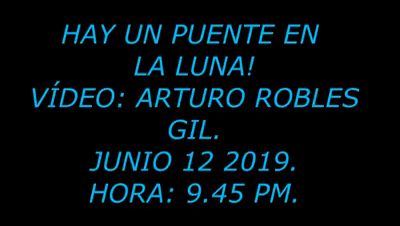 HAY UN PUENTE EN
LA LUNA!
VÍDEO: ARTURO ROBLES
GIL.
JUNIO 12 2019.
HORA: 9.45 PM.